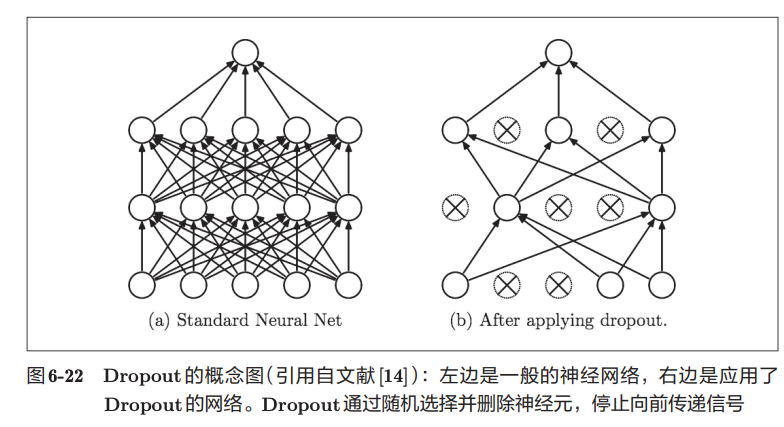 (a) Standard Neural Net
(b) After applying dropout.
图6-22 Dropout的概念图(引用自文献[14]):左边是一般的神经网络,右边是应用了
Dropout的网络。Dropout通过随机选择并删除神经元,停止向前传递信号